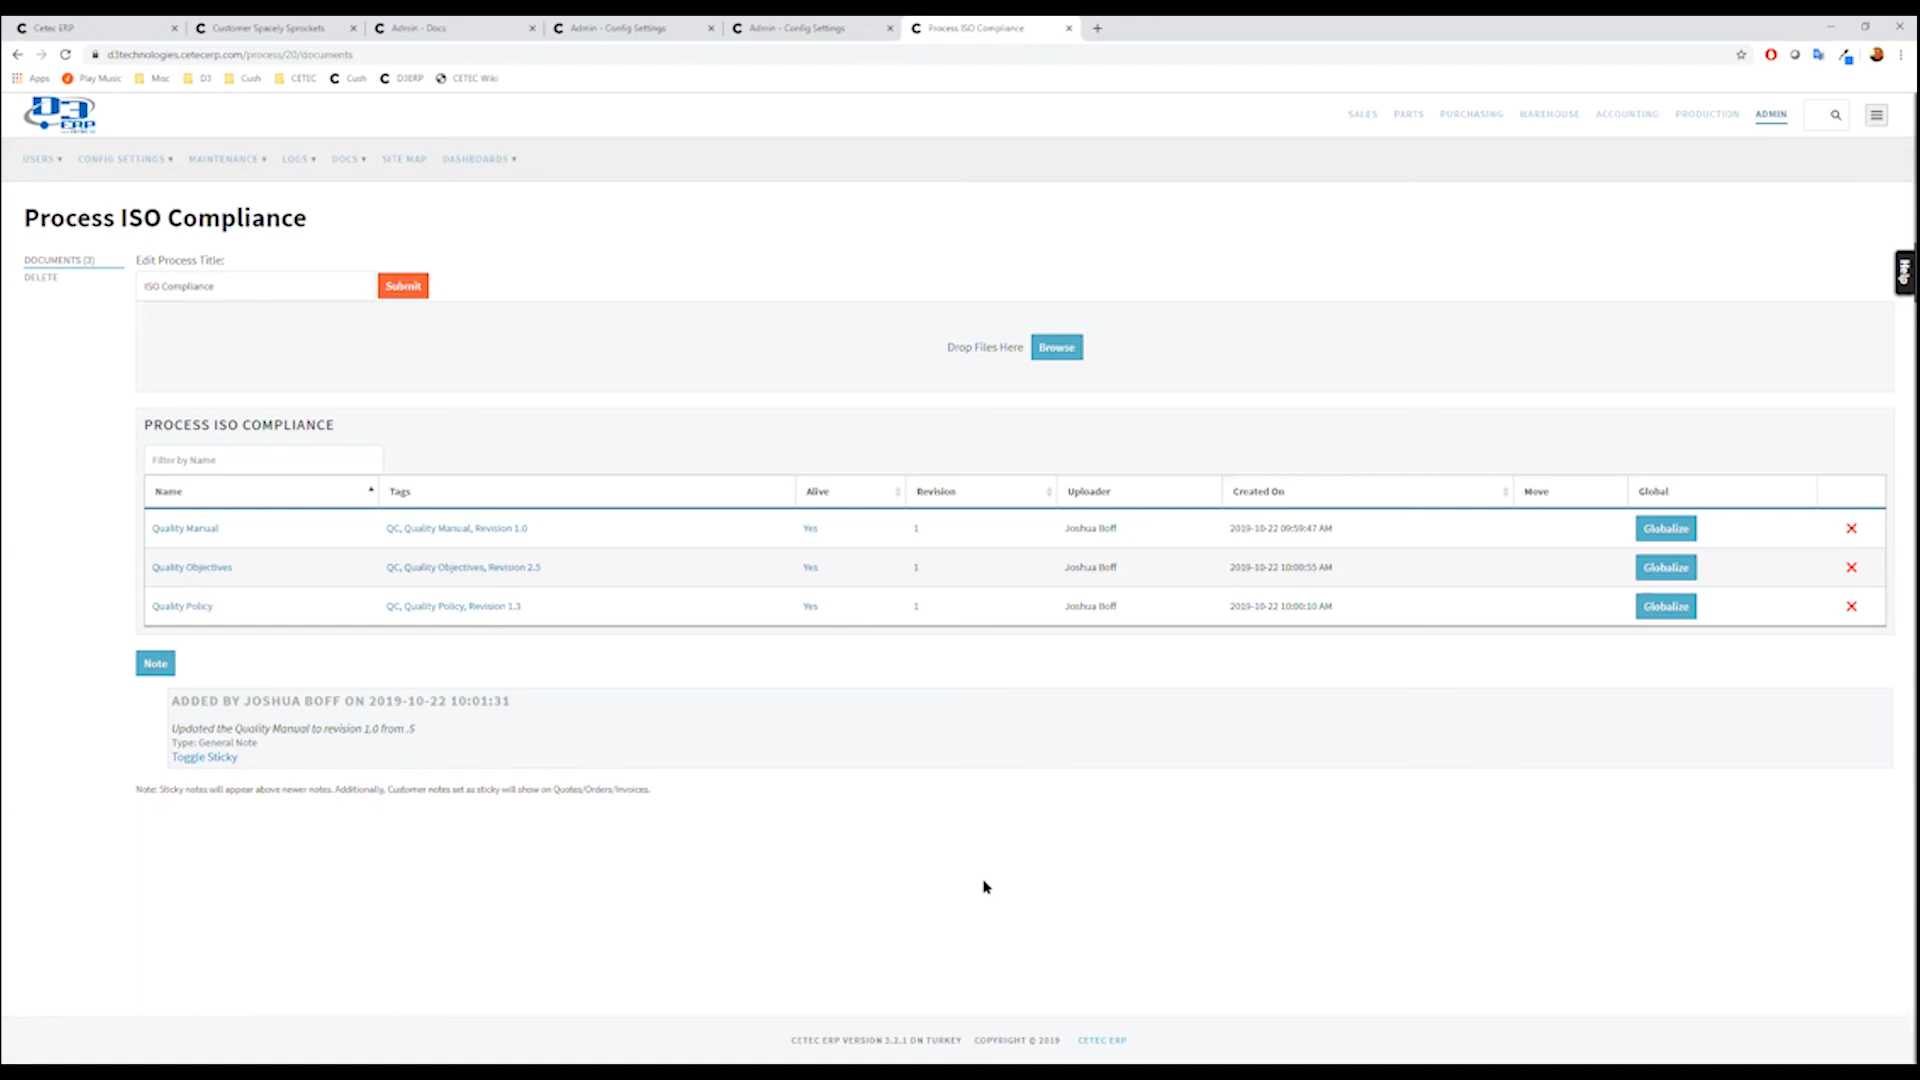 Cetec ERP
Customer Spacely Sprockets
Admin - Docs
Admin - Config Settings
Admin - Config Settings
Process ISO Compliance
d3technologies.cetecerp.com/process/20/documents
Apps
Play Music
Misc
D3
Cush
CETEC
Cush
D3ERP
CETEC Wiki
D3
ERP
SALES
PARTS
PURCHASING
WAREHOUSE
ACCOUNTING
PRODUCTION
ADMIN
USERS ▾
CONFIG SETTINGS ▾
MAINTENANCE ▾
LOGS ▾
DOCS ▾
SITE MAP
DASHBOARDS ▾
Process ISO Compliance
DOCUMENTS (3)
DELETE
Edit Process Title:
ISO Compliance
Submit
Help
Drop Files Here
Browse
PROCESS ISO COMPLIANCE
Filter by Name
Name Tags Alive Revision Uploader Created On Move Global
Quality Manual QC, Quality Manual, Revision 1.0 Yes 1 Joshua Boff 2019-10-22 09:59:47 AM Globalize
Quality Objectives QC, Quality Objectives, Revision 2.5 Yes 1 Joshua Boff 2019-10-22 10:00:55 AM Globalize
Quality Policy QC, Quality Policy, Revision 1.3 Yes 1 Joshua Boff 2019-10-22 10:00:10 AM Globalize
Note
ADDED BY JOSHUA BOFF ON 2019-10-22 10:01:31
Updated the Quality Manual to revision 1.0 from .5
Type: General Note
Toggle Sticky
Note: Sticky notes will appear above newer notes. Additionally, Customer notes set as sticky will show on Quotes/Orders/Invoices.
CETEC ERP VERSION 3.2.1 ON TURKEY COPYRIGHT © 2019 CETEC ERP